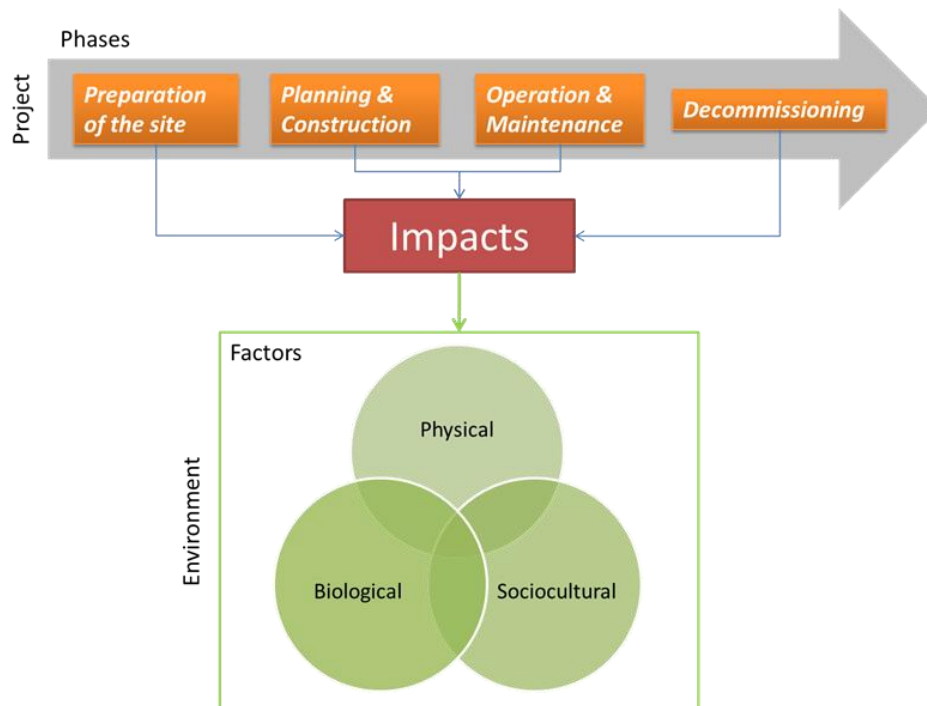 Phases
Project
Preparation
of the site
Planning &
Construction
Operation &
Maintenance
Decommissioning
Impacts
Factors
Environment
Physical
Biological
Sociocultural